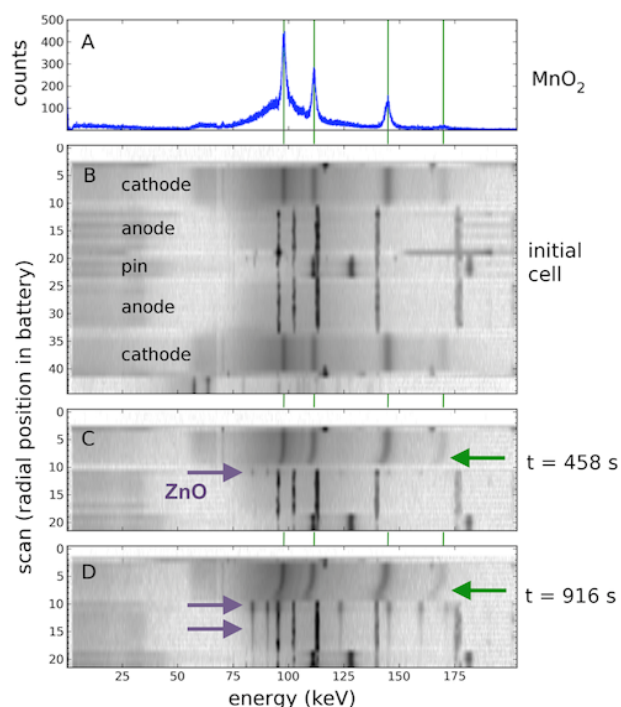 500
400
300
200
100
counts
A
MnO2
0
5
10
15
20
25
30
35
40
B
cathode
anode
pin
anode
cathode
initial
cell
scan (radial position in battery)
0
5
10
15
20
C
ZnO
t = 458 s
0
5
10
15
20
D
t = 916 s
25
50
75
100
125
150
175
energy (keV)